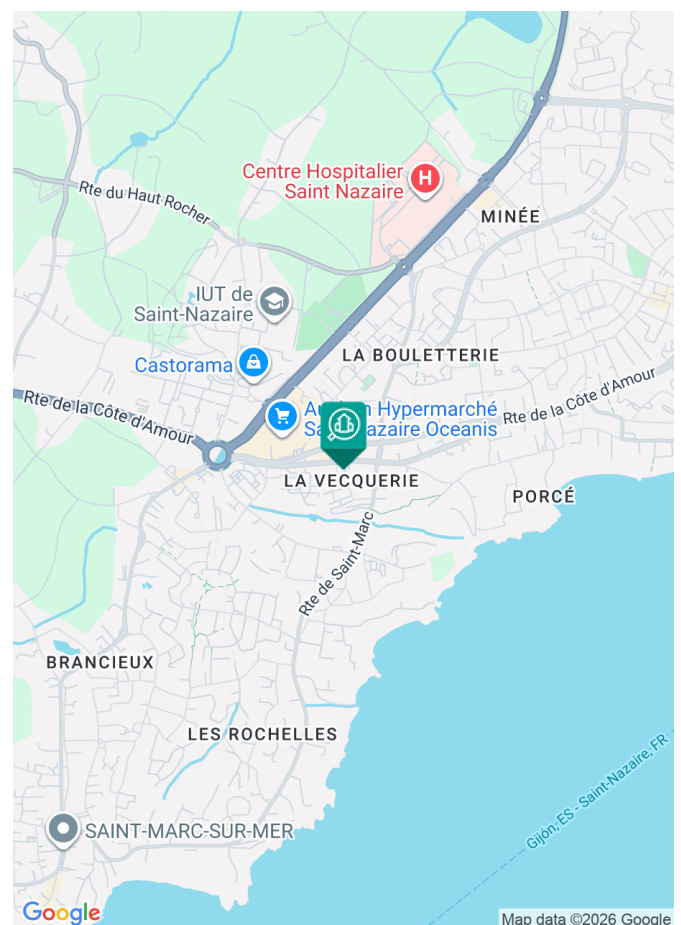 Centre Hospitalier
Saint Nazaire
H
MINÉE
Rte du Haut Rocher
IUT de
Saint-Nazaire
LA BOULETTERIE
Castorama
Rte de la Côte d'Amour
Hypermarché
Oceanis
Rte de la Côte d'Amour
LA VECQUERIE
PORCÉ
Rte de Saint-Marc
BRANCIEUX
LES ROCHELLES
Gijón, ES - Saint-Nazaire, FR
SAINT-MARC-SUR-MER
Google
Map data ©2026 Google